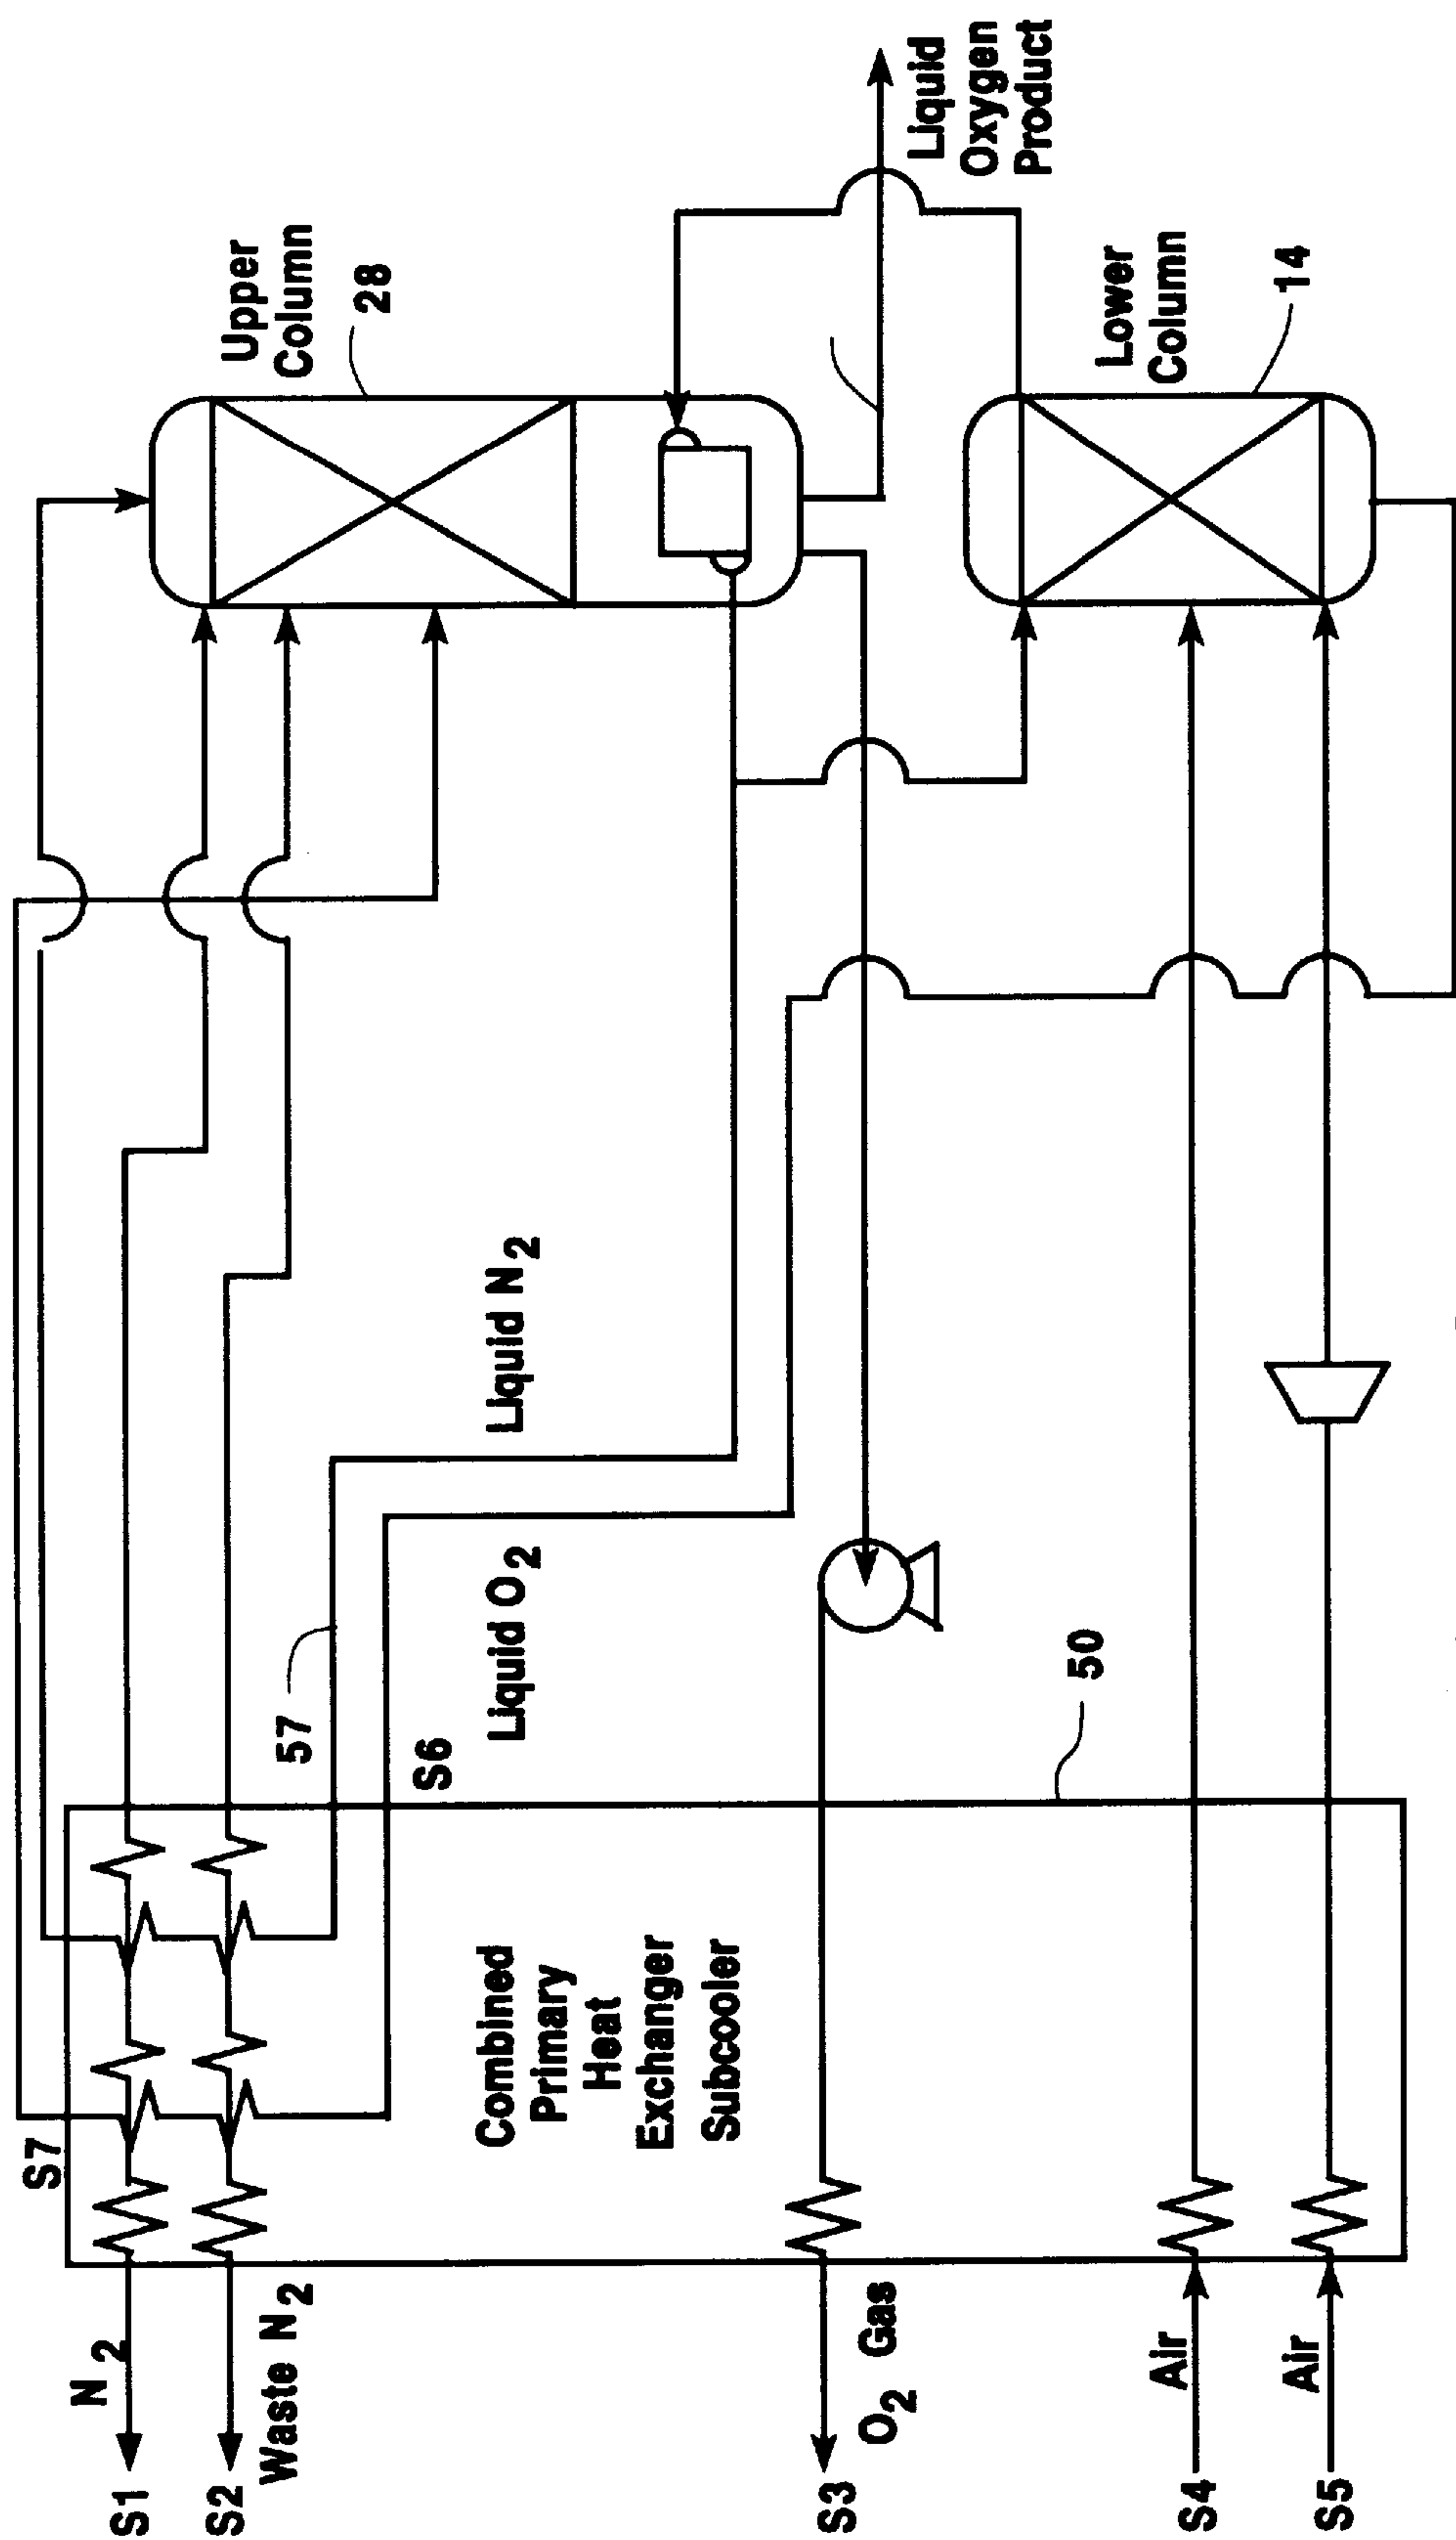 Upper
Column
28
Liquid
Oxygen
Product
Lower
Column
14
Liquid N2
57
Liquid O2
S6
50
S7
Combined
Primary
Heat
Exchanger
Subcooler
S1
N2
S2
Waste N2
S3
O2 Gas
S4
Air
S5
Air